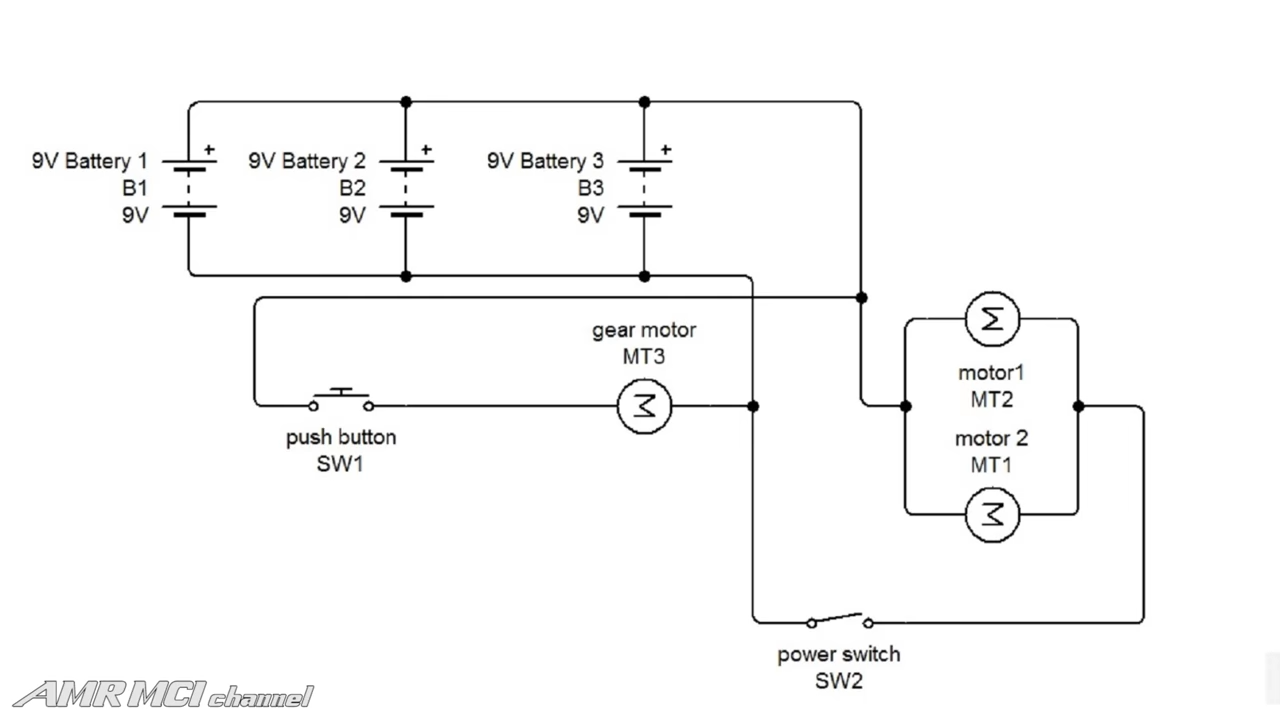 9V Battery 1
B1
9V
+
9V Battery 2
B2
9V
+
9V Battery 3
B3
9V
+
gear motor
MT3
motor1
MT2
motor 2
MT1
push button
SW1
power switch
SW2
AMR MCI channel